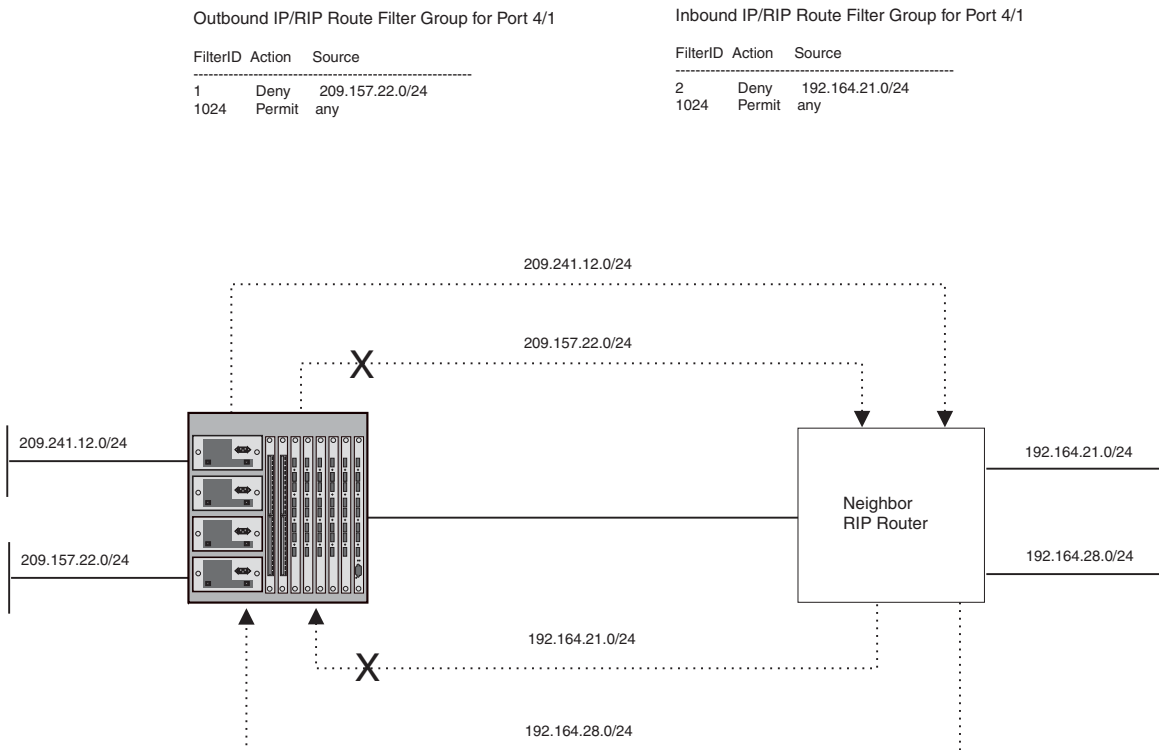 Outbound IP/RIP Route Filter Group for Port 4/1
FilterID Action Source
---------------------------------------------------------
1 Deny 209.157.22.0/24
1024 Permit any
Inbound IP/RIP Route Filter Group for Port 4/1
FilterID Action Source
---------------------------------------------------------
2 Deny 192.164.21.0/24
1024 Permit any
209.241.12.0/24
209.157.22.0/24
X
209.241.12.0/24
209.157.22.0/24
Neighbor
RIP Router
192.164.21.0/24
192.164.28.0/24
192.164.21.0/24
X
192.164.28.0/24